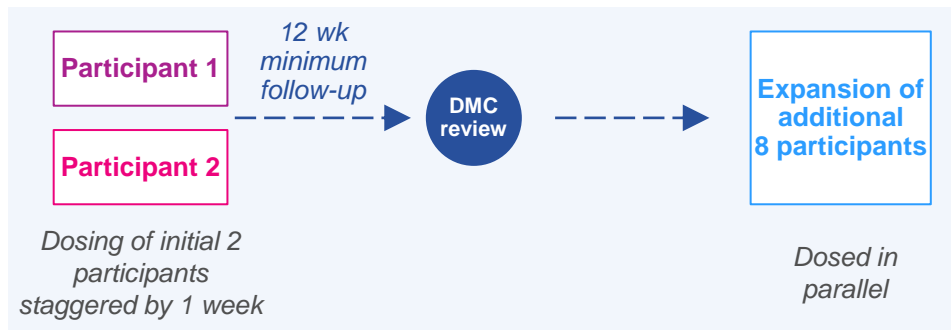 Participant 1
Participant 2
Dosing of initial 2
participants
staggered by 1 week
12 wk
minimum
follow-up
DMC
review
Expansion of
additional
8 participants
Dosed in
parallel